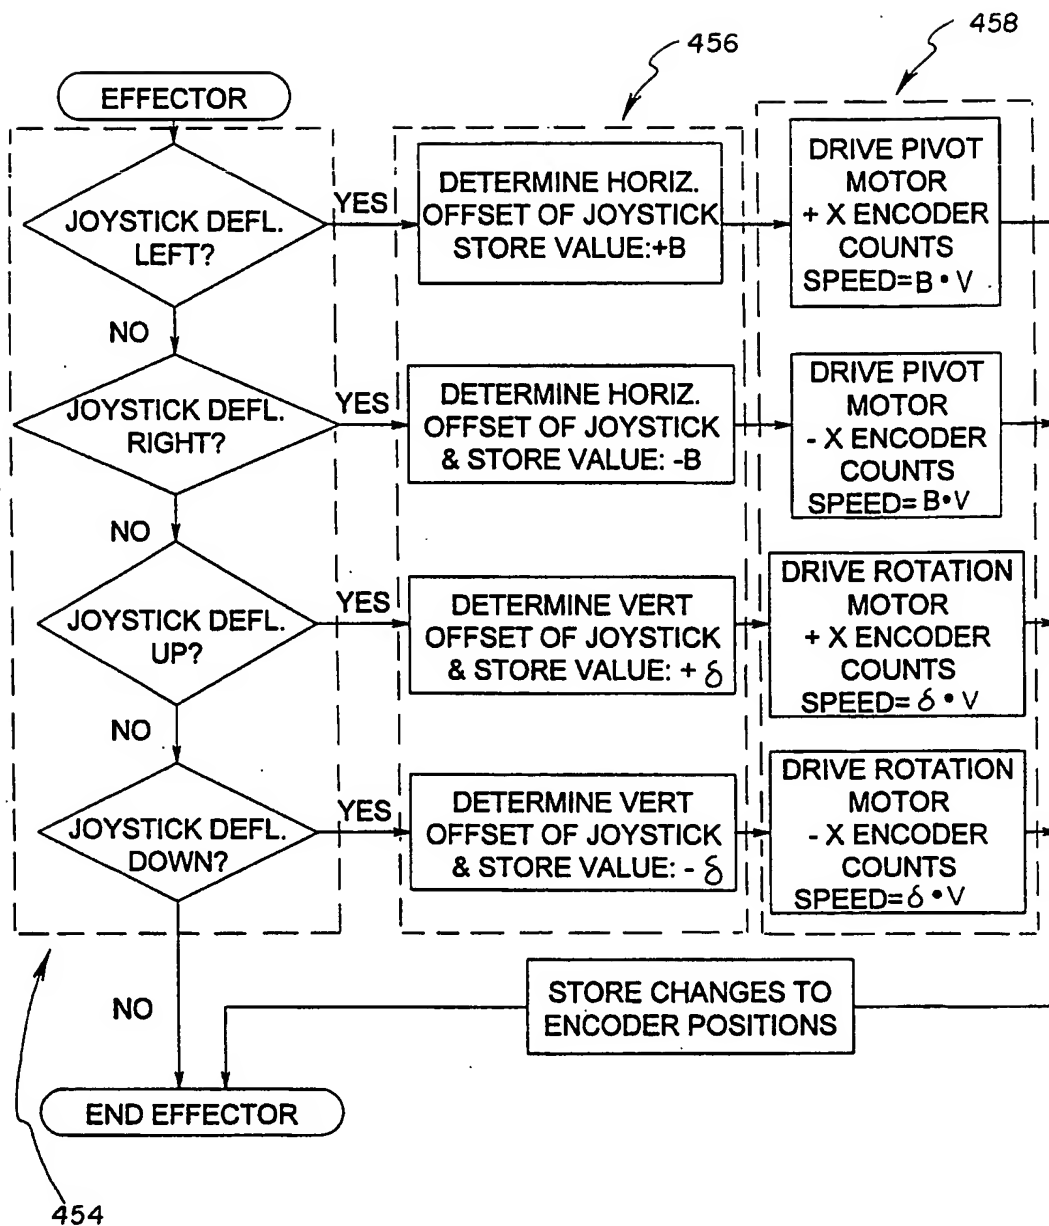 456
458
EFFECTOR
JOYSTICK DEFL.
LEFT?
YES
DETERMINE HORIZ.
OFFSET OF JOYSTICK
STORE VALUE:+B
DRIVE PIVOT
MOTOR
+ X ENCODER
COUNTS
SPEED=B•V
NO
JOYSTICK DEFL.
RIGHT?
YES
DETERMINE HORIZ.
OFFSET OF JOYSTICK
& STORE VALUE: -B
DRIVE PIVOT
MOTOR
- X ENCODER
COUNTS
SPEED=B•V
NO
JOYSTICK DEFL.
UP?
YES
DETERMINE VERT
OFFSET OF JOYSTICK
& STORE VALUE: + δ
DRIVE ROTATION
MOTOR
+ X ENCODER
COUNTS
SPEED= δ • V
NO
JOYSTICK DEFL.
DOWN?
YES
DETERMINE VERT
OFFSET OF JOYSTICK
& STORE VALUE: - δ
DRIVE ROTATION
MOTOR
- X ENCODER
COUNTS
SPEED=δ • V
NO
STORE CHANGES TO
ENCODER POSITIONS
END EFFECTOR
454